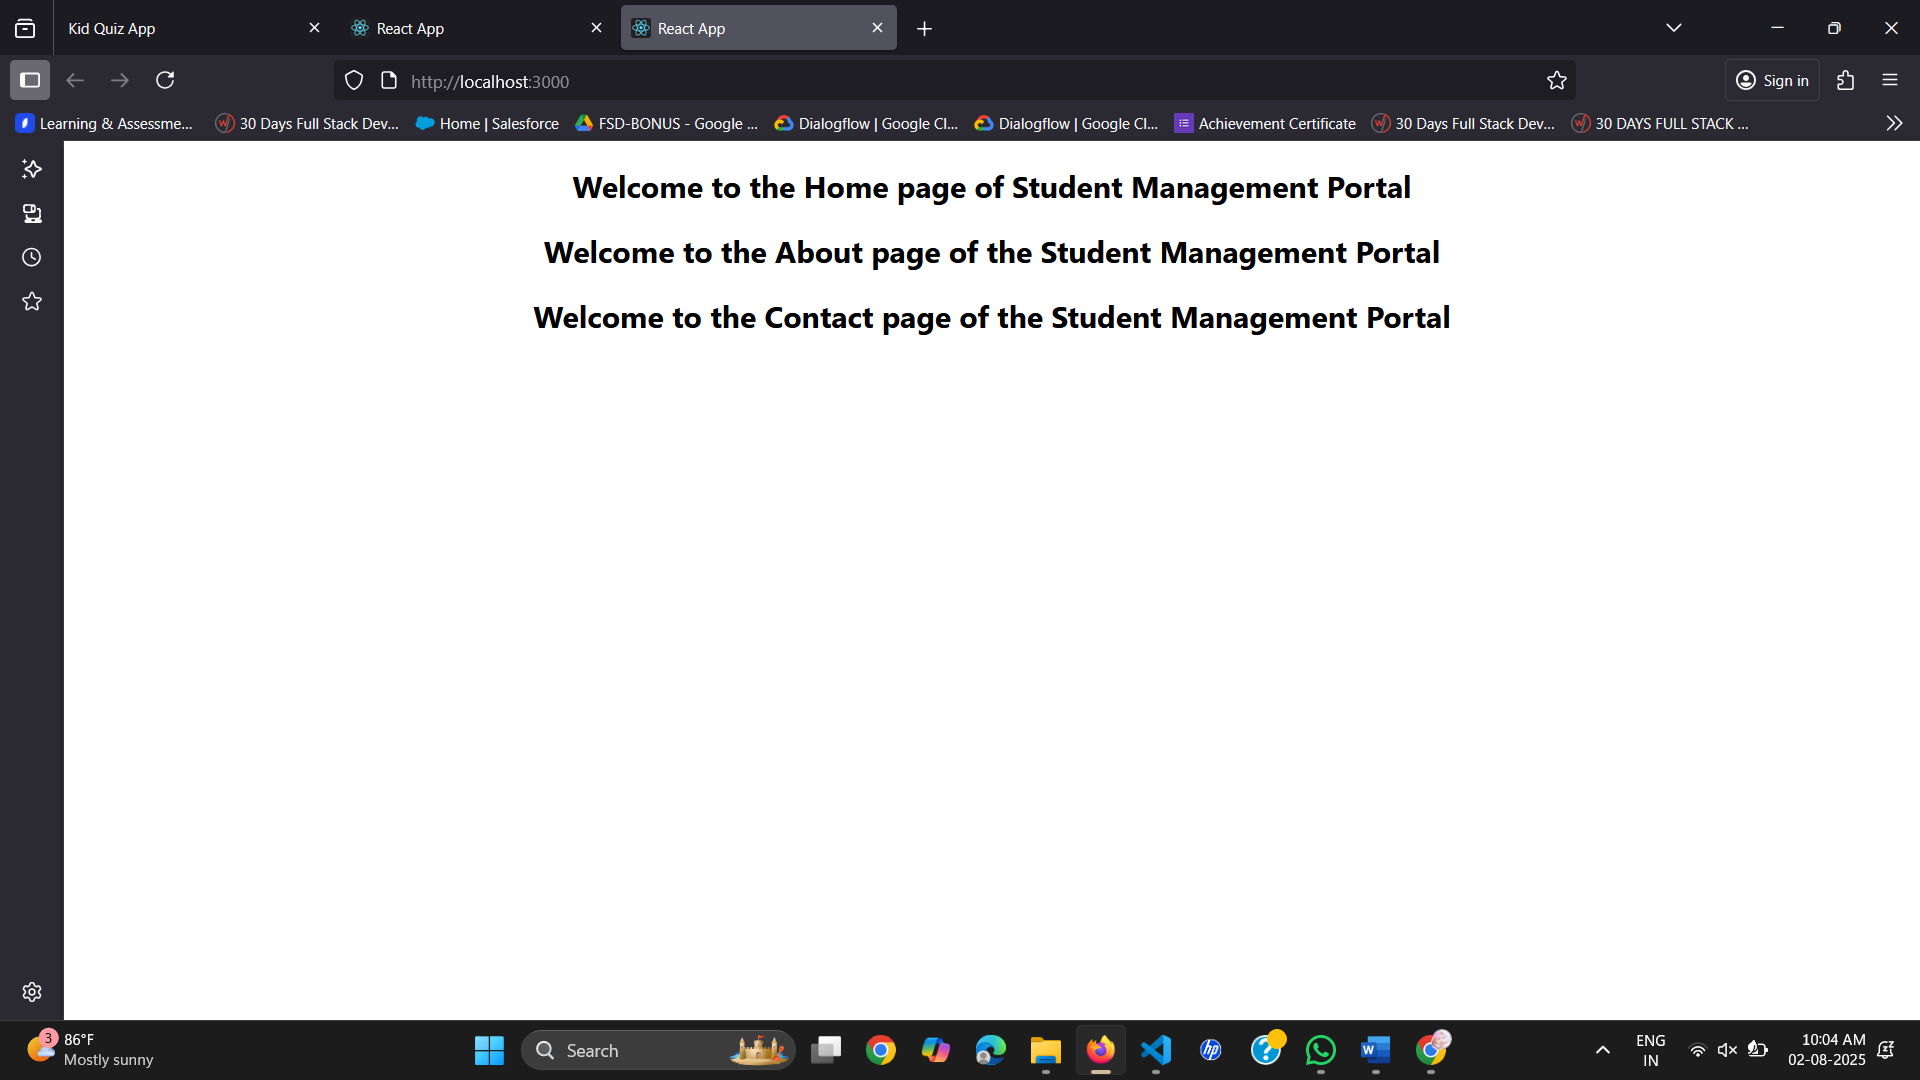 Kid Quiz App
React App
React App
http://localhost:3000
Sign in
Learning & Assessme...
30 Days Full Stack Dev...
Home | Salesforce
FSD-BONUS - Google ...
Dialogflow | Google Cl...
Dialogflow | Google Cl...
Achievement Certificate
30 Days Full Stack Dev...
30 DAYS FULL STACK ...
Welcome to the Home page of Student Management Portal
Welcome to the About page of the Student Management Portal
Welcome to the Contact page of the Student Management Portal
3
86°F
Mostly sunny
Search
hp
W
ENG
IN
10:04 AM
02-08-2025